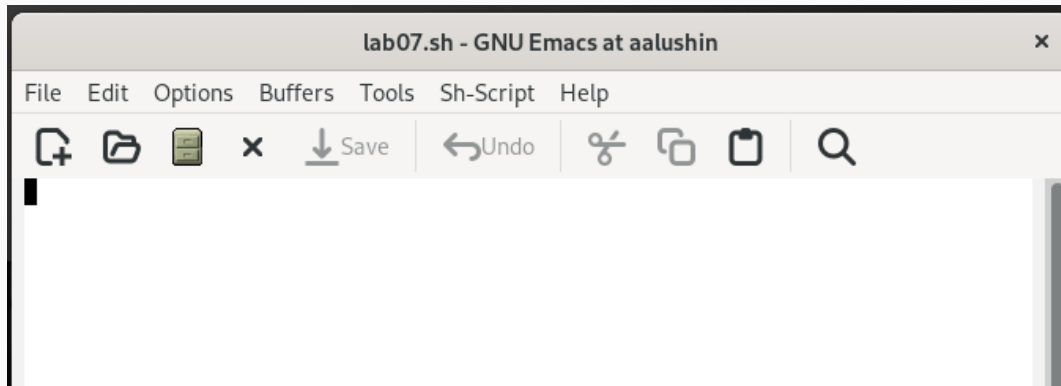 lab07.sh - GNU Emacs at aalushin
File Edit Options Buffers Tools Sh-Script Help
Save Undo